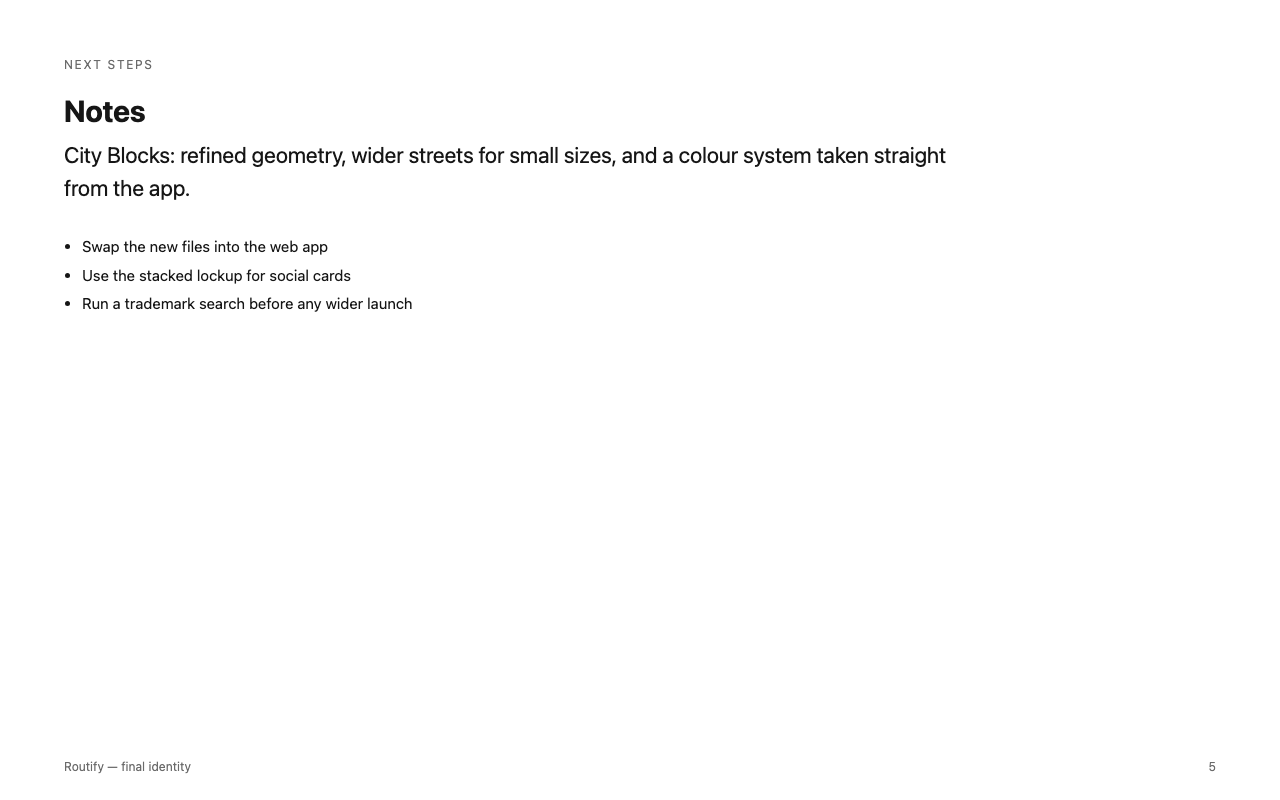 NEXT STEPS
Notes
City Blocks: refined geometry, wider streets for small sizes, and a colour system taken straight
from the app.
• Swap the new files into the web app
• Use the stacked lockup for social cards
• Run a trademark search before any wider launch
Routify — final identity
5